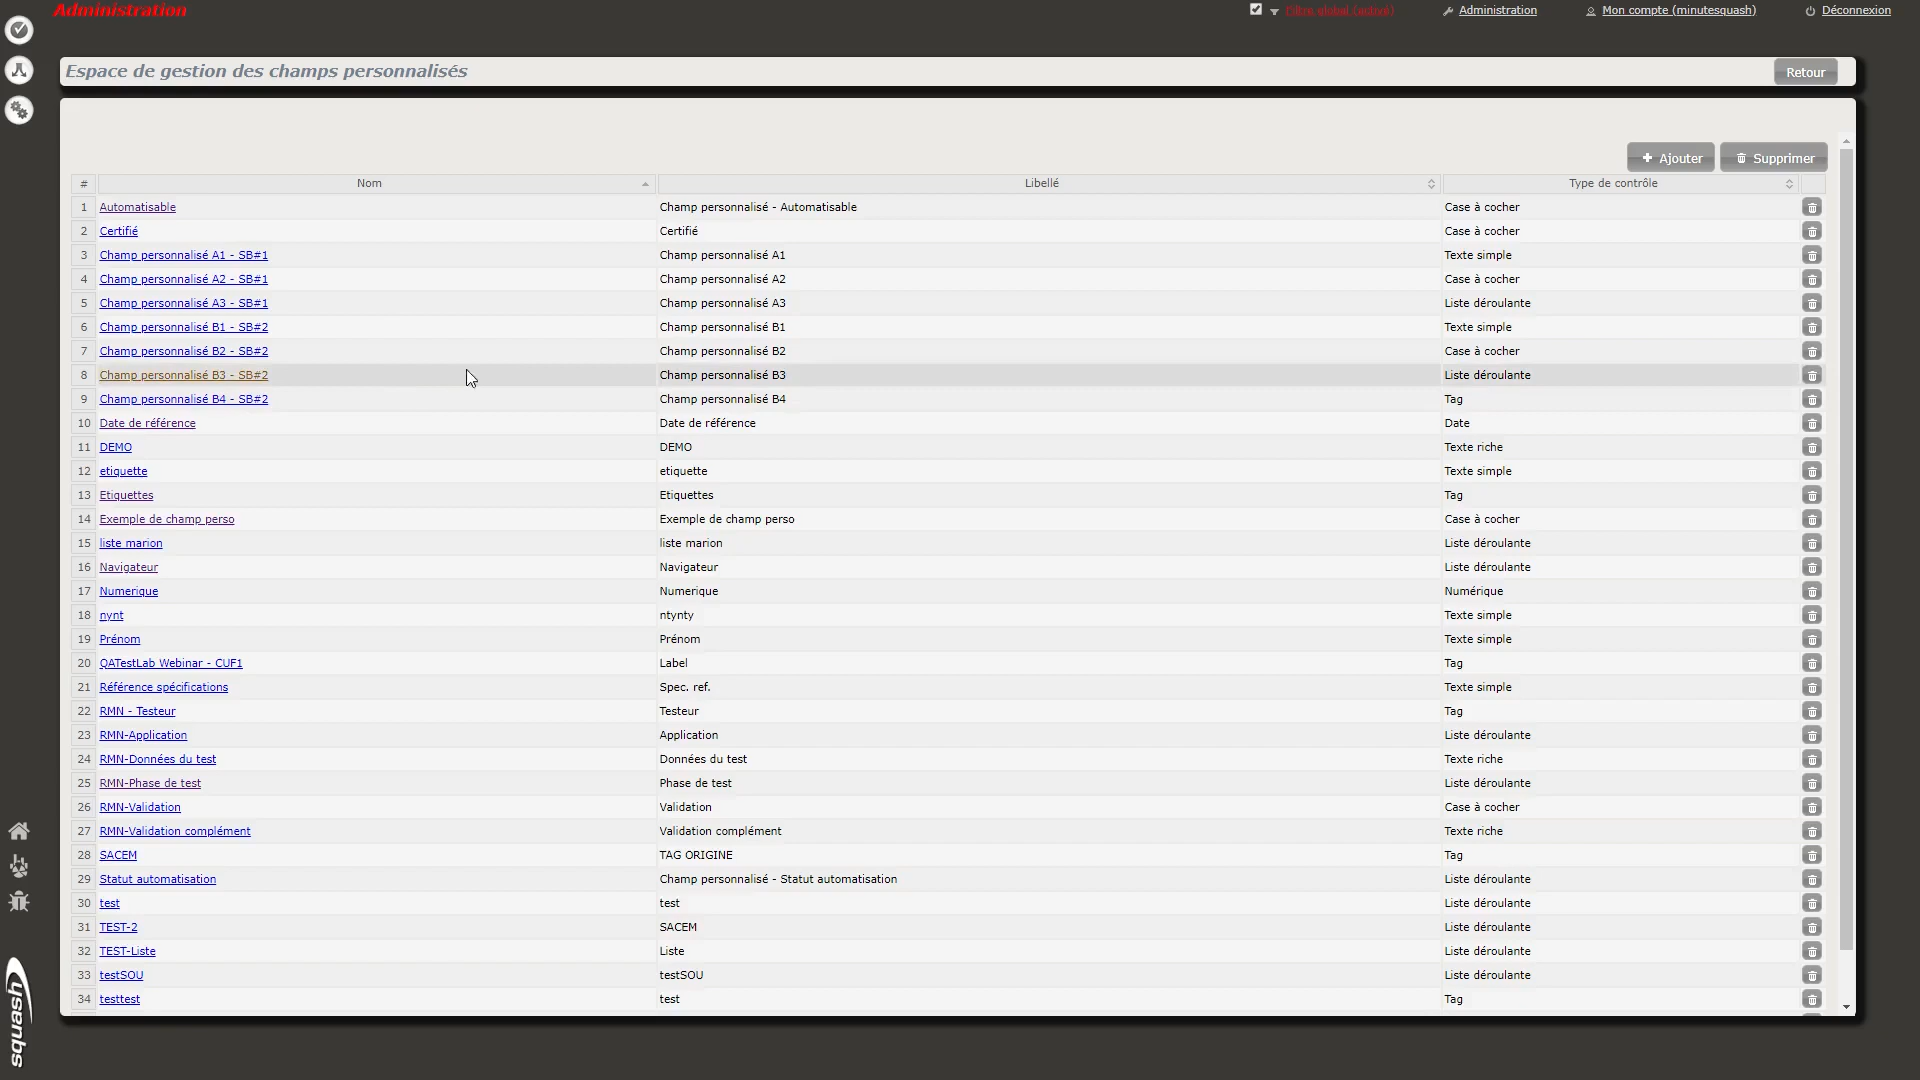 Administration
Filtre global (activé)
Administration
Mon compte (minutesquash)
Déconnexion
Espace de gestion des champs personnalisés
Retour
Ajouter
Supprimer
# Nom Libellé Type de contrôle
1 Automatisable Champ personnalisé - Automatisable Case à cocher
2 Certifié Certifié Case à cocher
3 Champ personnalisé A1 - SB#1 Champ personnalisé A1 Texte simple
4 Champ personnalisé A2 - SB#1 Champ personnalisé A2 Case à cocher
5 Champ personnalisé A3 - SB#1 Champ personnalisé A3 Liste déroulante
6 Champ personnalisé B1 - SB#2 Champ personnalisé B1 Texte simple
7 Champ personnalisé B2 - SB#2 Champ personnalisé B2 Case à cocher
8 Champ personnalisé B3 - SB#2 Champ personnalisé B3 Liste déroulante
9 Champ personnalisé B4 - SB#2 Champ personnalisé B4 Tag
10 Date de référence Date de référence Date
11 DEMO DEMO Texte riche
12 etiquette etiquette Texte simple
13 Etiquettes Etiquettes Tag
14 Exemple de champ perso Exemple de champ perso Case à cocher
15 liste marion liste marion Liste déroulante
16 Navigateur Navigateur Liste déroulante
17 Numerique Numerique Numérique
18 nynt ntynty Texte simple
19 Prénom Prénom Texte simple
20 QATestLab Webinar - CUF1 Label Tag
21 Référence spécifications Spec. ref. Texte simple
22 RMN - Testeur Testeur Tag
23 RMN-Application Application Liste déroulante
24 RMN-Données du test Données du test Texte riche
25 RMN-Phase de test Phase de test Liste déroulante
26 RMN-Validation Validation Case à cocher
27 RMN-Validation complément Validation complément Texte riche
28 SACEM TAG ORIGINE Tag
29 Statut automatisation Champ personnalisé - Statut automatisation Liste déroulante
30 test test Liste déroulante
31 TEST-2 SACEM Liste déroulante
32 TEST-Liste Liste Liste déroulante
33 testSOU testSOU Liste déroulante
34 testtest test Tag
squash